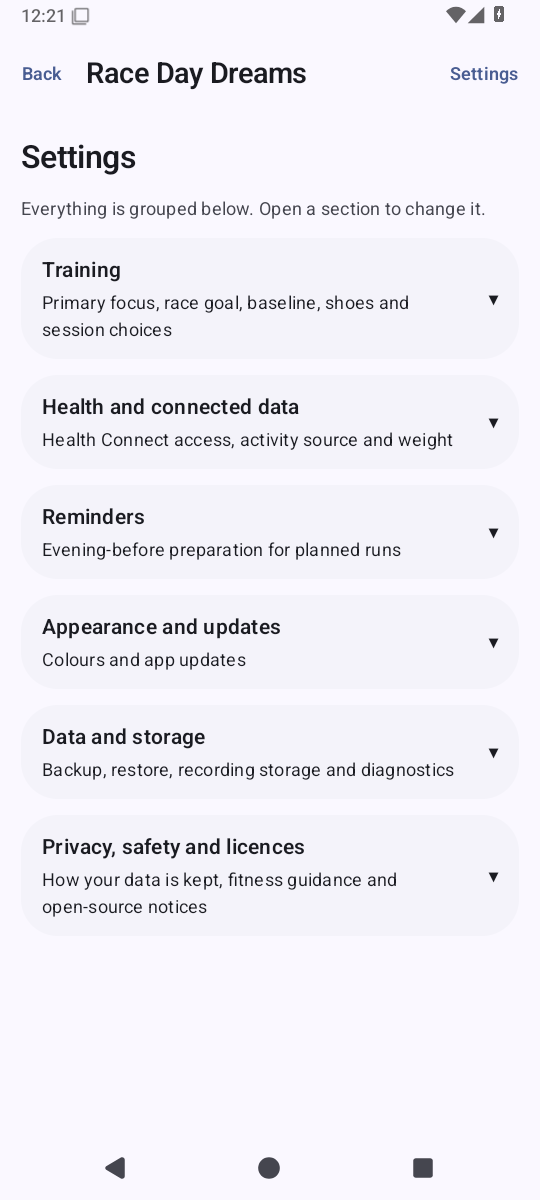 12:21
Back
Race Day Dreams
Settings
Settings
Everything is grouped below. Open a section to change it.
Training
Primary focus, race goal, baseline, shoes and
session choices
Health and connected data
Health Connect access, activity source and weight
Reminders
Evening-before preparation for planned runs
Appearance and updates
Colours and app updates
Data and storage
Backup, restore, recording storage and diagnostics
Privacy, safety and licences
How your data is kept, fitness guidance and
open-source notices